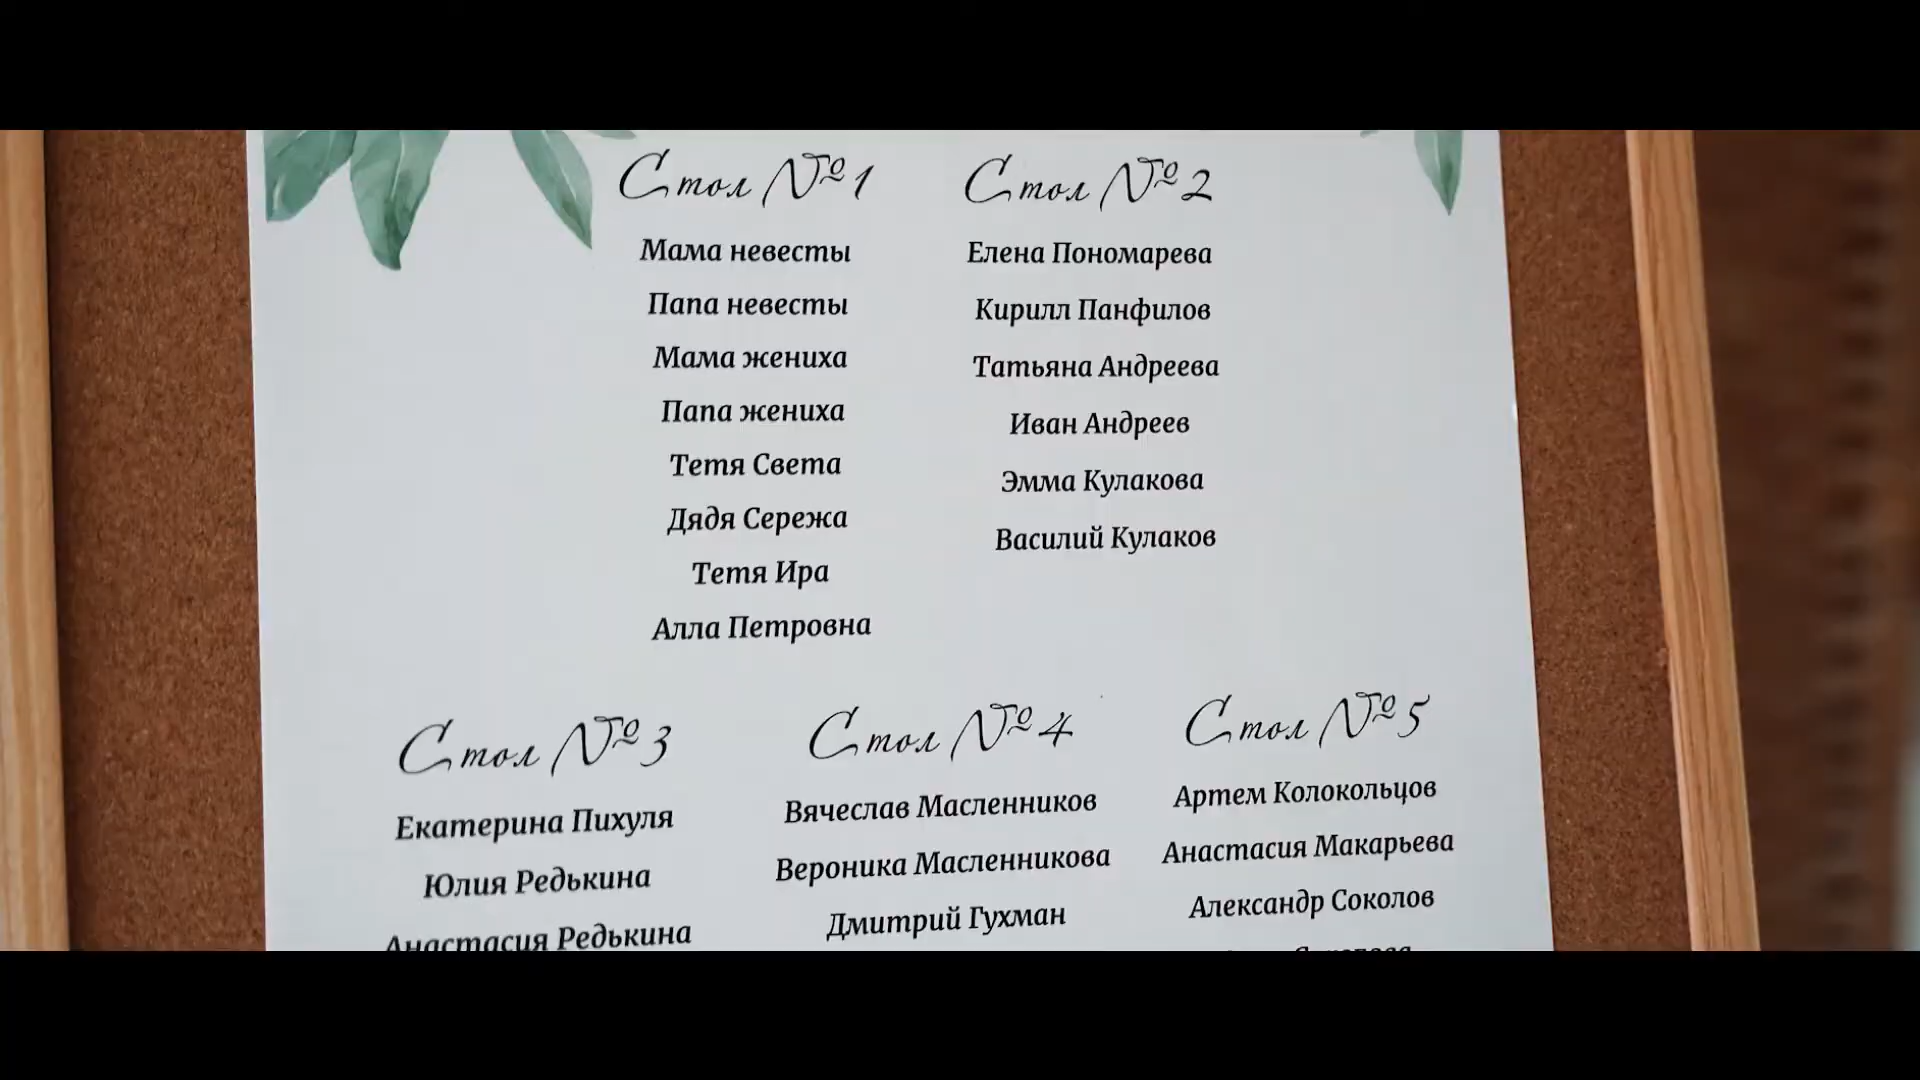 Стол №1
Мама невесты
Папа невесты
Мама жениха
Папа жениха
Тетя Света
Дядя Сережа
Тетя Ира
Алла Петровна
Стол №2
Елена Пономарева
Кирилл Панфилов
Татьяна Андреева
Иван Андреев
Эмма Кулакова
Василий Кулаков
Стол №3
Екатерина Пихуля
Юлия Редькина
Анастасия Редькина
Стол №4
Вячеслав Масленников
Вероника Масленникова
Дмитрий Гухман
Стол №5
Артем Колокольцов
Анастасия Макарьева
Александр Соколов